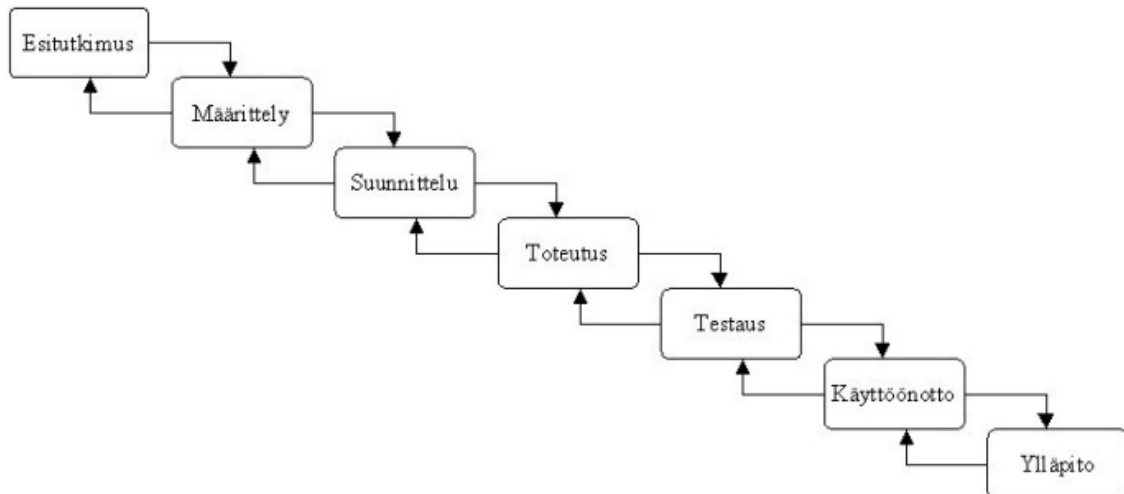 Esitutkimus
Määrittely
Suunnittelu
Toteutus
Testaus
Käyttöönotto
Ylläpito